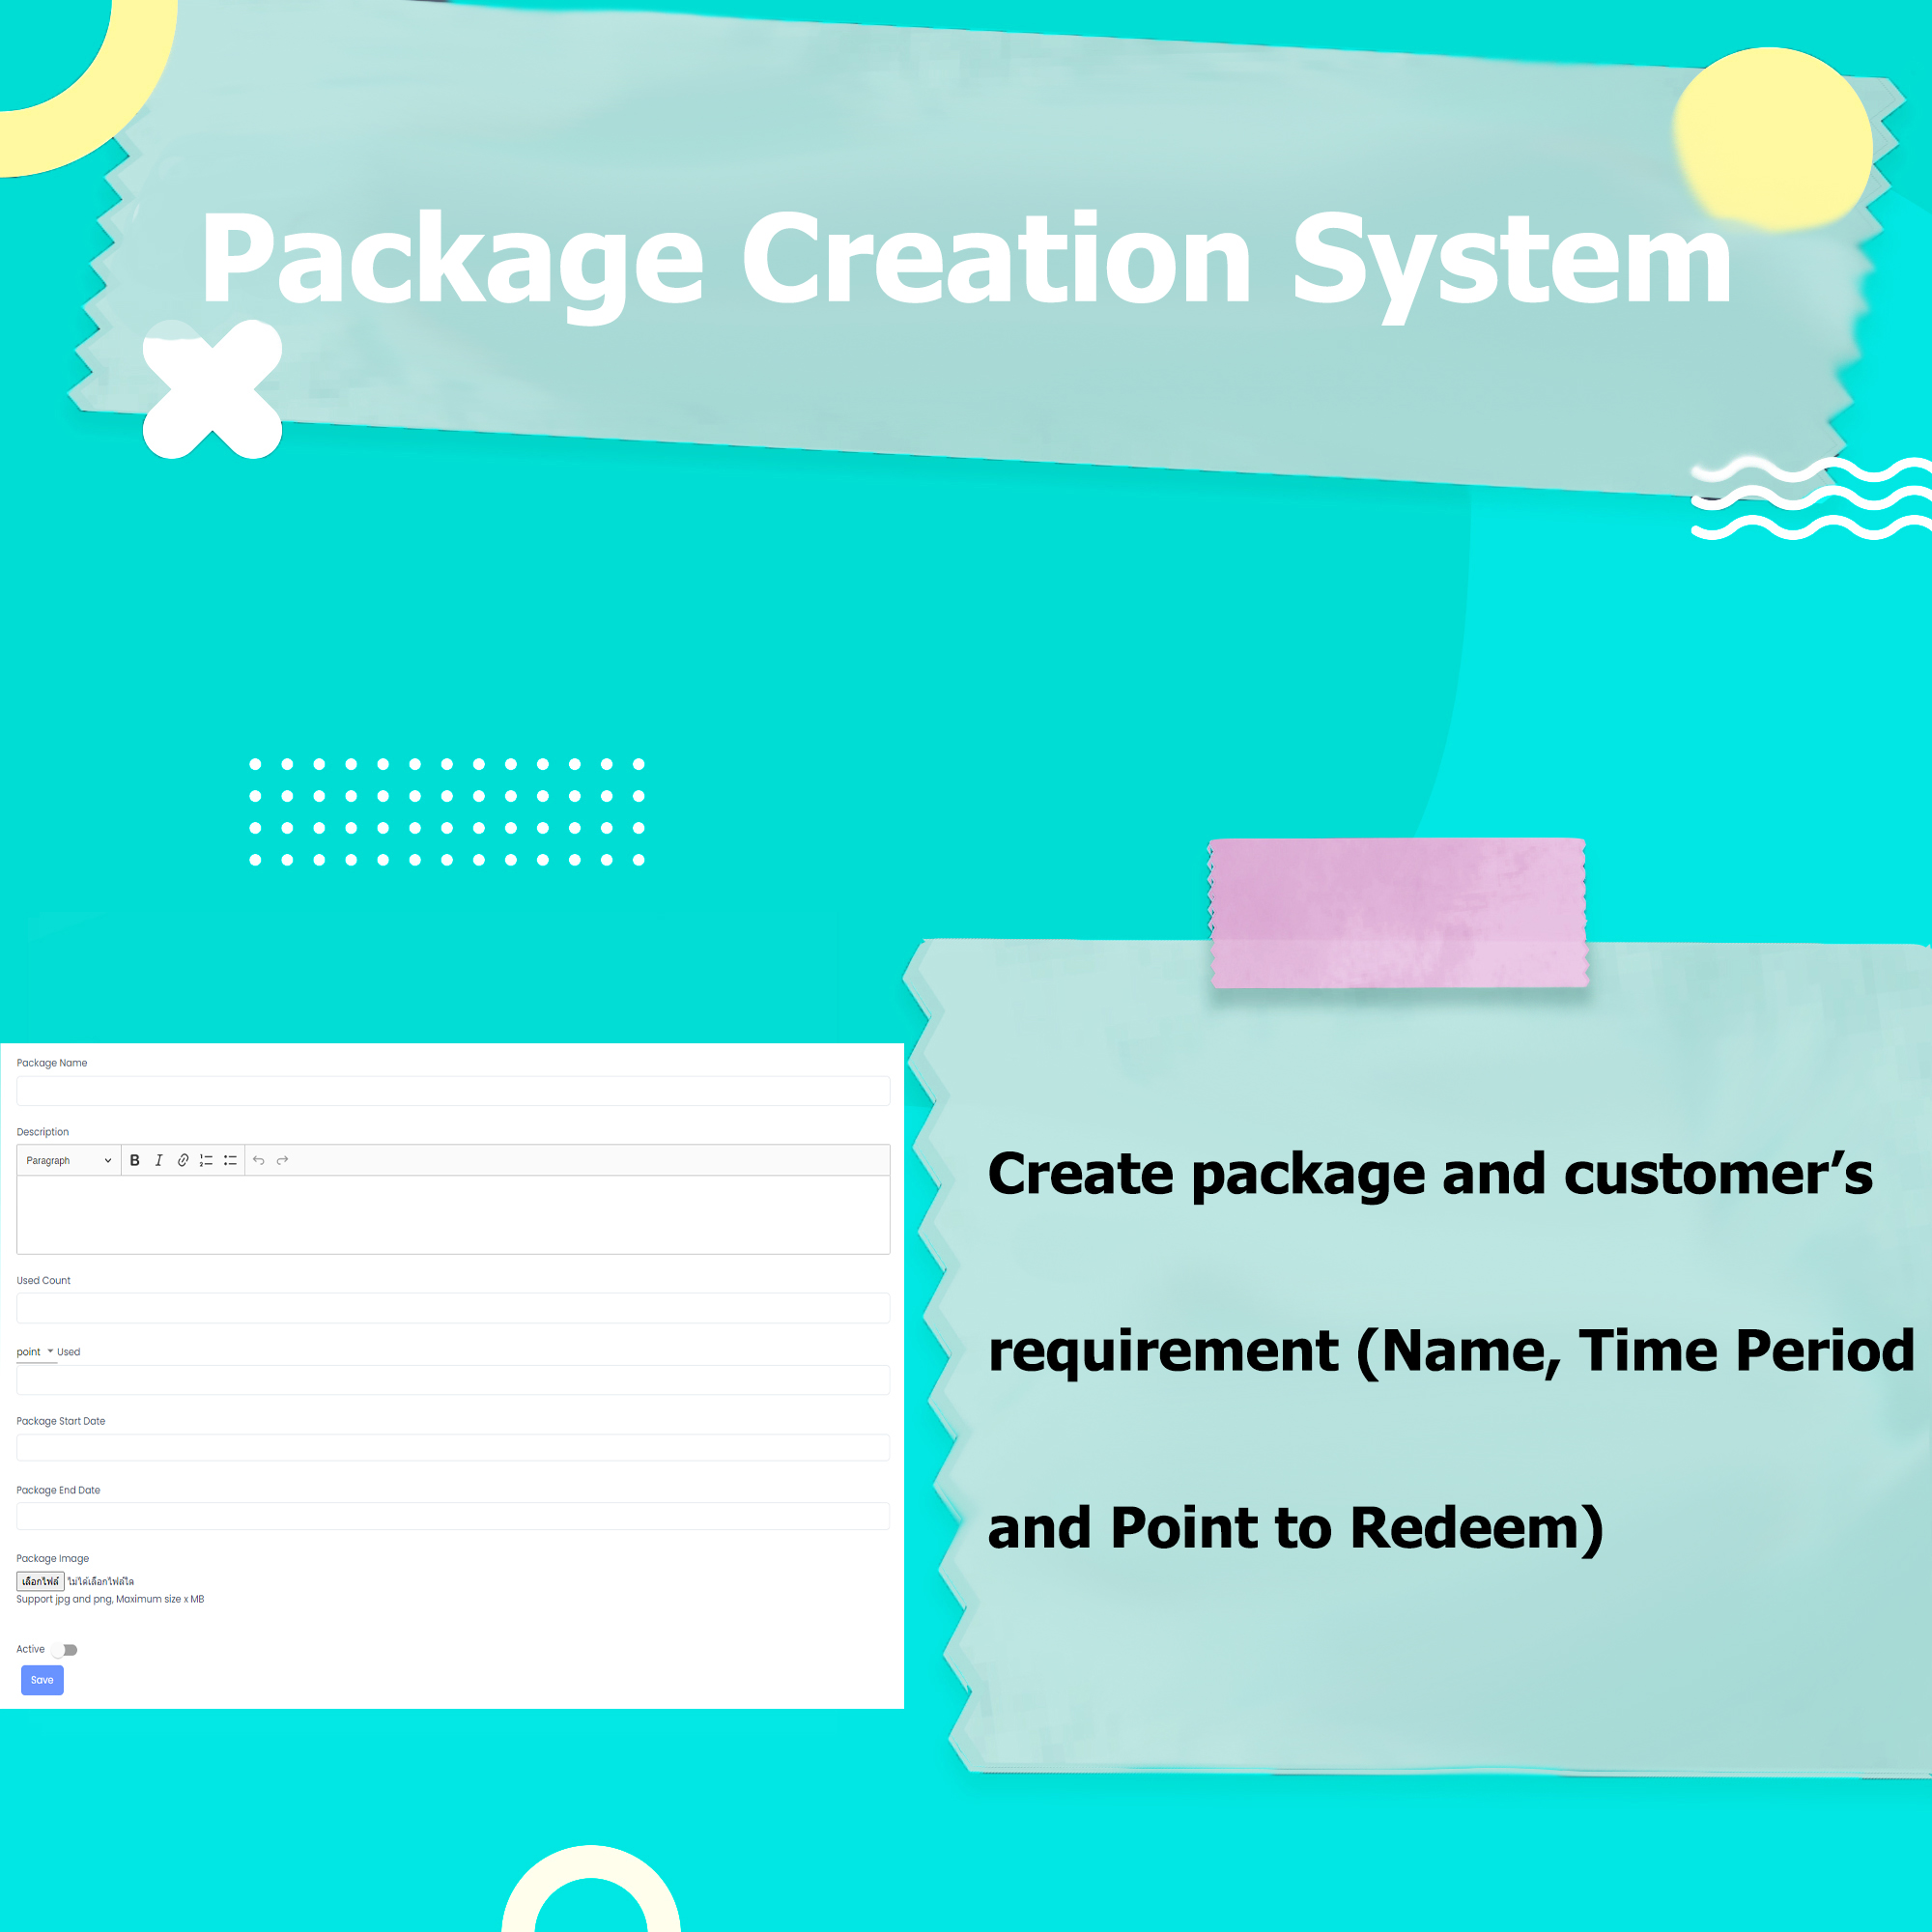 Package Creation System
Package Name
Description
Paragraph
Used Count
point Used
Package Start Date
Package End Date
Package Image
เลือกไฟล์ ไม่ได้เลือกไฟล์ใด
Support jpg and png, Maximum size x MB
Active
Save
Create package and customer’s
requirement (Name, Time Period
and Point to Redeem)